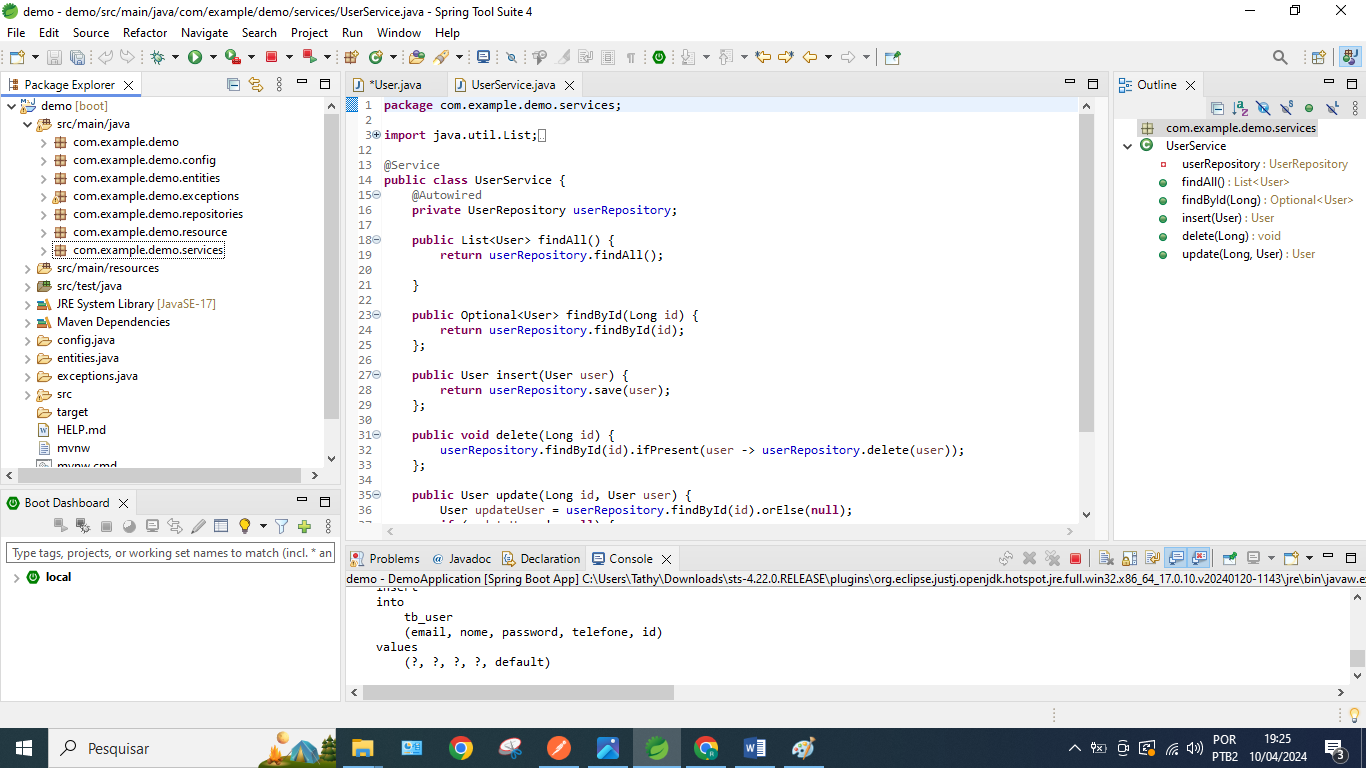 demo - demo/src/main/java/com/example/demo/services/UserService.java - Spring Tool Suite 4
File Edit Source Refactor Navigate Search Project Run Window Help
Package Explorer
demo [boot]
src/main/java
com.example.demo
com.example.demo.config
com.example.demo.entities
com.example.demo.exceptions
com.example.demo.repositories
com.example.demo.resource
com.example.demo.services
src/main/resources
src/test/java
JRE System Library [JavaSE-17]
Maven Dependencies
config.java
entities.java
exceptions.java
src
target
HELP.md
mvnw
mvnw.cmd
Boot Dashboard
Type tags, projects, or working set names to match (incl. * an
local
*User.java UserService.java
1 package com.example.demo.services;
2
3 import java.util.List;
12
13 @Service
14 public class UserService {
15 @Autowired
16 private UserRepository userRepository;
17
18 public List<User> findAll() {
19 return userRepository.findAll();
20
21 }
22
23 public Optional<User> findById(Long id) {
24 return userRepository.findById(id);
25 };
26
27 public User insert(User user) {
28 return userRepository.save(user);
29 };
30
31 public void delete(Long id) {
32 userRepository.findById(id).ifPresent(user -> userRepository.delete(user));
33 };
34
35 public User update(Long id, User user) {
36 User updateUser = userRepository.findById(id).orElse(null);
Outline
com.example.demo.services
UserService
userRepository : UserRepository
findAll() : List<User>
findById(Long) : Optional<User>
insert(User) : User
delete(Long) : void
update(Long, User) : User
Problems @ Javadoc Declaration Console
demo - DemoApplication [Spring Boot App] C:\Users\Tathy\Downloads\sts-4.22.0.RELEASE\plugins\org.eclipse.justj.openjdk.hotspot.jre.full.win32.x86_64_17.0.10.v20240120-1143\jre\bin\javaw.e
insert
into
tb_user
(email, nome, password, telefone, id)
values
(?, ?, ?, ?, default)
Pesquisar
POR
PTB2
19:25
10/04/2024
3